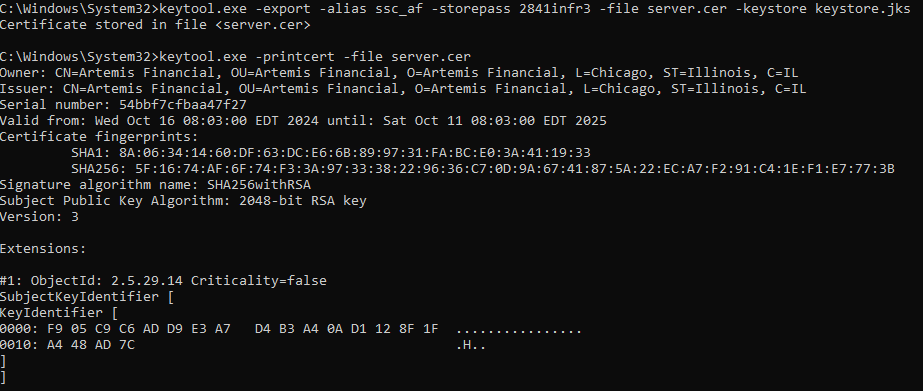 C:\Windows\System32>keytool.exe -export -alias ssc_af -storepass 2841infr3 -file server.cer -keystore keystore.jks
Certificate stored in file <server.cer>
C:\Windows\System32>keytool.exe -printcert -file server.cer
Owner: CN=Artemis Financial, OU=Artemis Financial, O=Artemis Financial, L=Chicago, ST=Illinois, C=IL
Issuer: CN=Artemis Financial, OU=Artemis Financial, O=Artemis Financial, L=Chicago, ST=Illinois, C=IL
Serial number: 54bbf7cfbaa47f27
Valid from: Wed Oct 16 08:03:00 EDT 2024 until: Sat Oct 11 08:03:00 EDT 2025
Certificate fingerprints:
SHA1: 8A:06:34:14:60:DF:63:DC:E6:6B:89:97:31:FA:BC:E0:3A:41:19:33
SHA256: 5F:16:74:AF:6F:74:F3:3A:97:33:38:22:96:36:C7:0D:9A:67:41:87:5A:22:EC:A7:F2:91:C4:1E:F1:E7:77:3B
Signature algorithm name: SHA256withRSA
Subject Public Key Algorithm: 2048-bit RSA key
Version: 3
Extensions:
#1: ObjectId: 2.5.29.14 Criticality=false
SubjectKeyIdentifier [
KeyIdentifier [
0000: F9 05 C9 C6 AD D9 E3 A7   D4 B3 A4 0A D1 12 8F 1F  ................
0010: A4 48 AD 7C                                        .H..
]
]